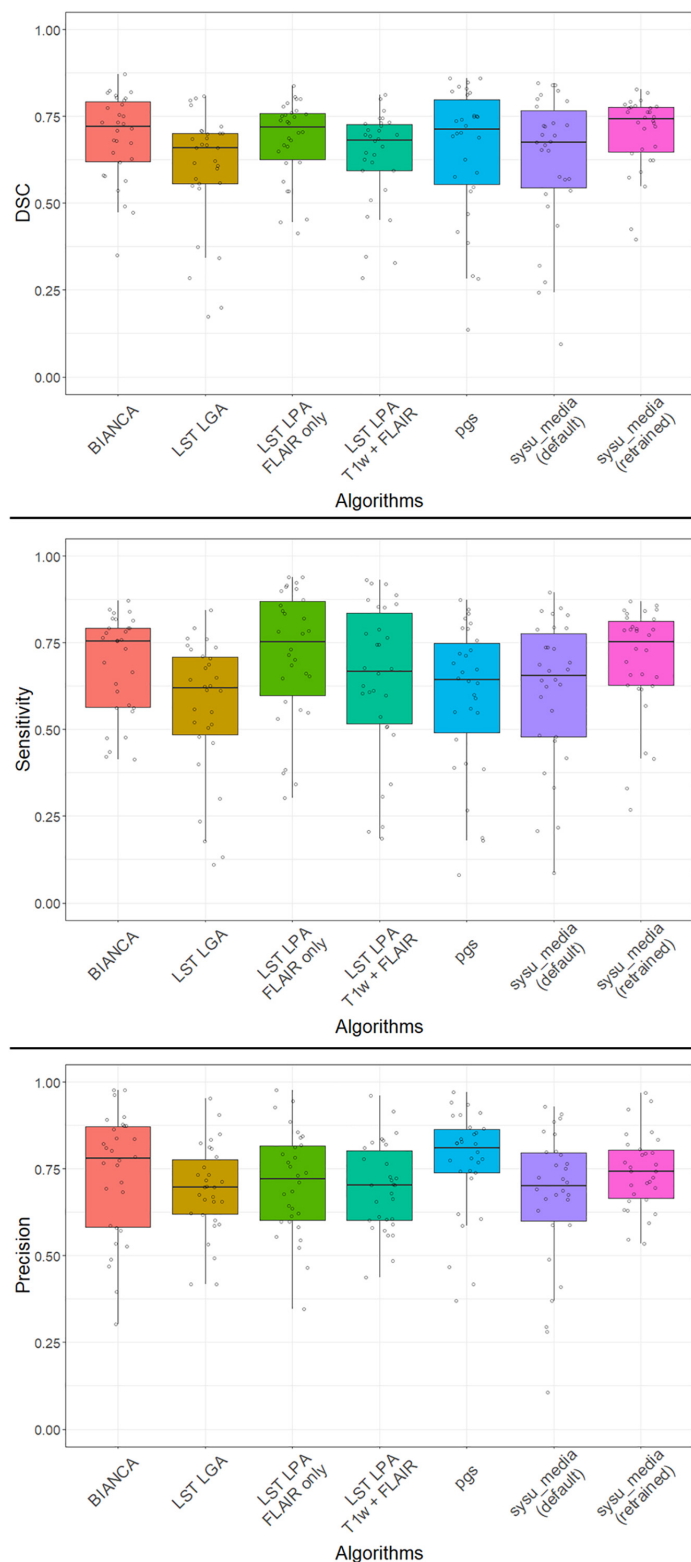 1.00
0.75
0.50
0.25
0.00
DSC
BIANCA
LST LGA
LST LPA
FLAIR only
LST LPA
T1w + FLAIR
pgs
sysu_media
(default)
sysu_media
(retrained)
Algorithms
1.00
0.75
0.50
0.25
0.00
Sensitivity
BIANCA
LST LGA
LST LPA
FLAIR only
LST LPA
T1w + FLAIR
pgs
sysu_media
(default)
sysu_media
(retrained)
Algorithms
1.00
0.75
0.50
0.25
0.00
Precision
BIANCA
LST LGA
LST LPA
FLAIR only
LST LPA
T1w + FLAIR
pgs
sysu_media
(default)
sysu_media
(retrained)
Algorithms